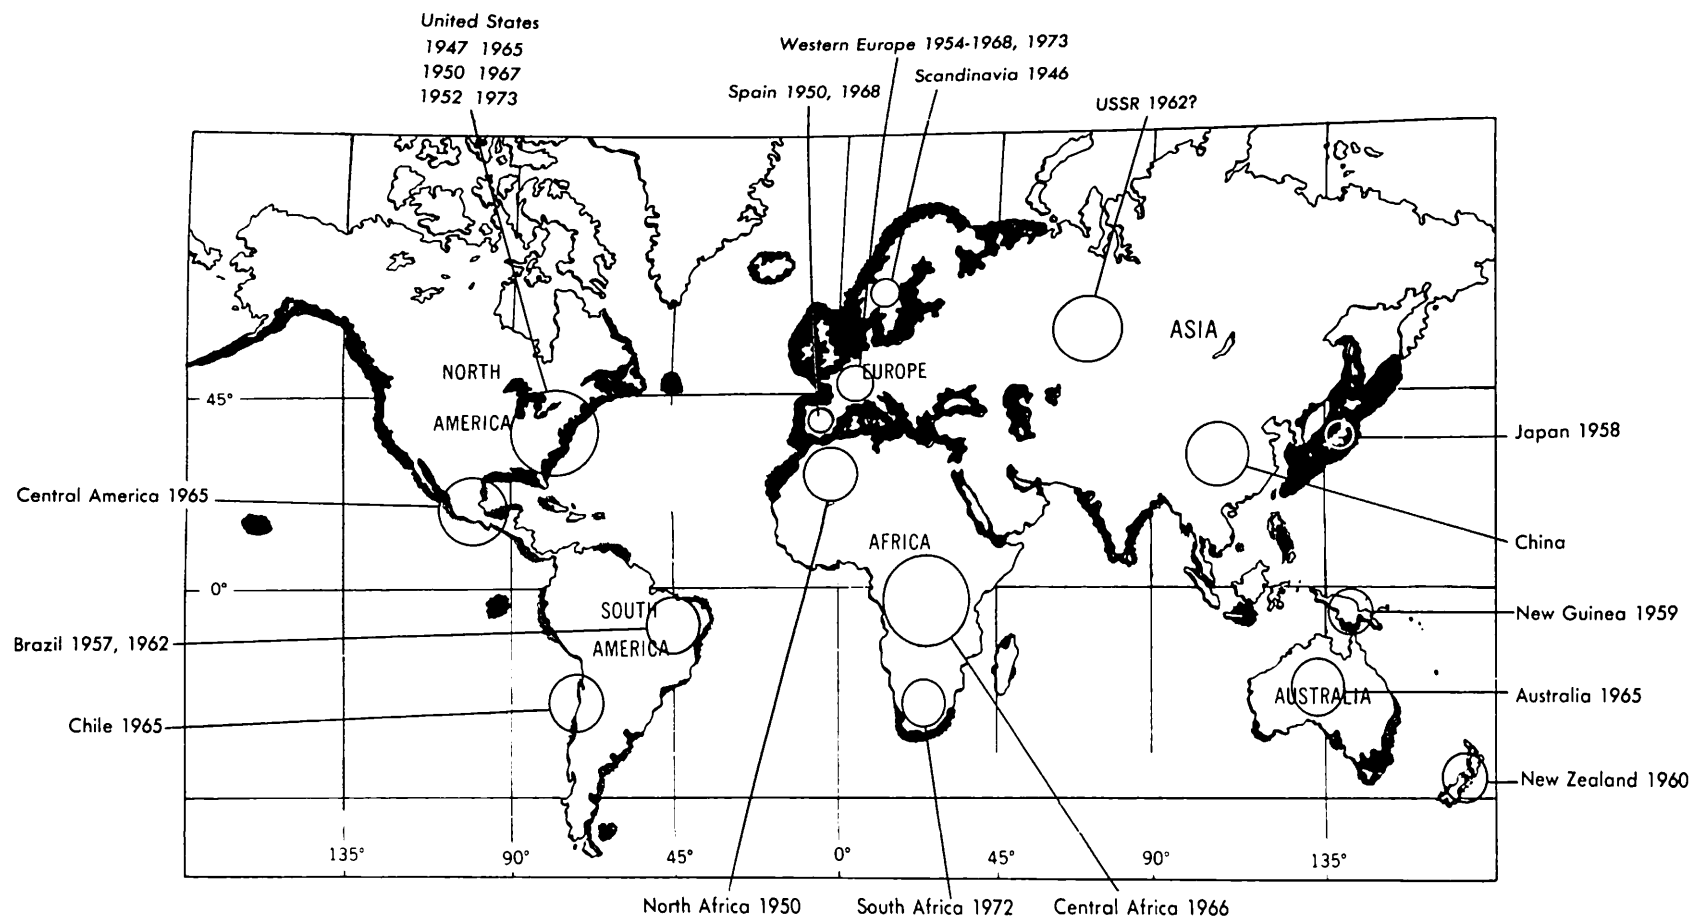 United States
1947 1965
1950 1967
1952 1973
Western Europe 1954-1968, 1973
Scandinavia 1946
Spain 1950, 1968
USSR 1962?
ASIA
NORTH
EUROPE
45°
AMERICA
Japan 1958
Central America 1965
China
AFRICA
0°
SOUTH
New Guinea 1959
Brazil 1957, 1962
AMERICA
AUSTRALIA
Australia 1965
Chile 1965
New Zealand 1960
135°
90°
45°
0°
45°
90°
135°
North Africa 1950
South Africa 1972
Central Africa 1966